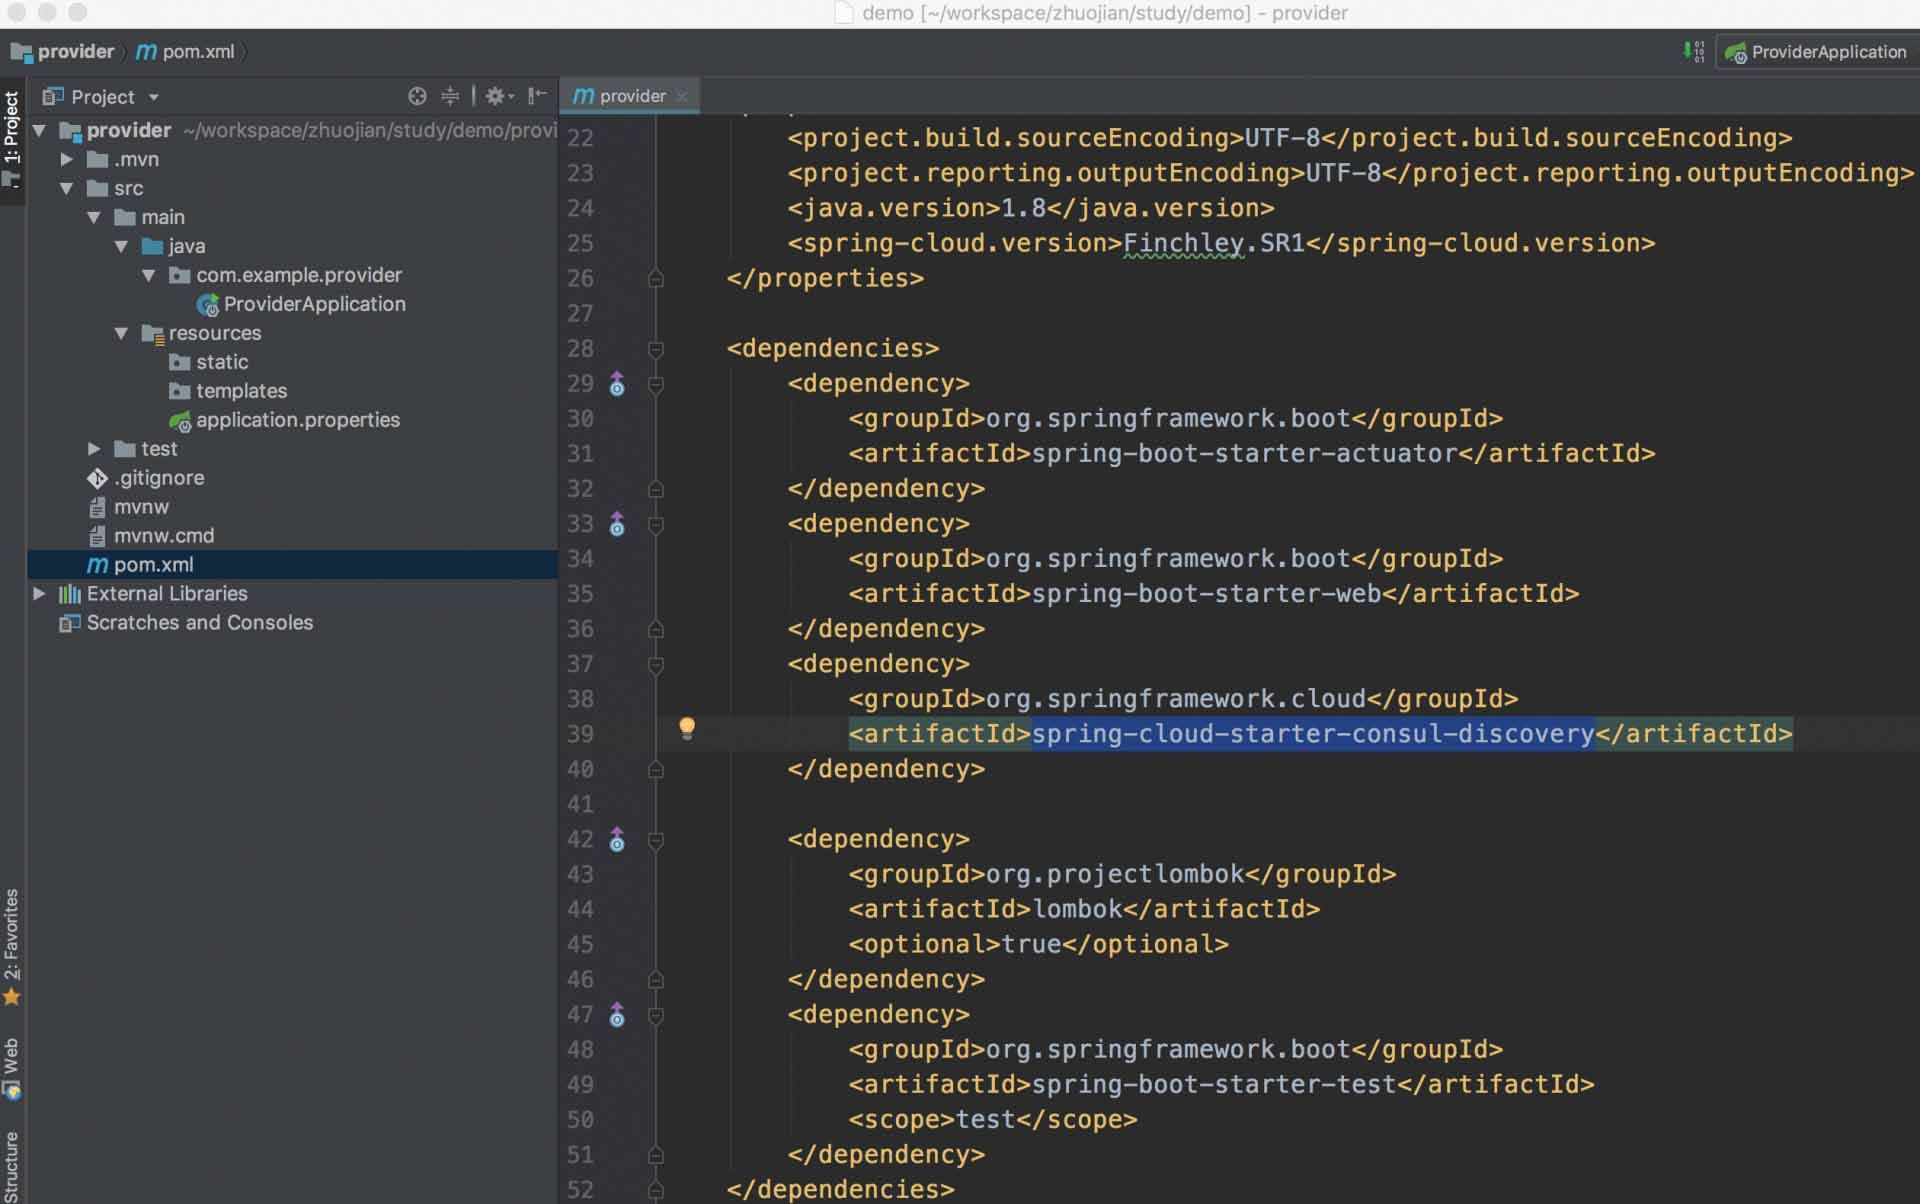 demo [~/workspace/zhuojian/study/demo] - provider
provider
pom.xml
ProviderApplication
1: Project
2: Favorites
Web
Structure
Project
provider ~/workspace/zhuojian/study/demo/provi
.mvn
src
main
java
com.example.provider
ProviderApplication
resources
static
templates
application.properties
test
.gitignore
mvnw
mvnw.cmd
pom.xml
External Libraries
Scratches and Consoles
provider
22 <project.build.sourceEncoding>UTF-8</project.build.sourceEncoding>
23 <project.reporting.outputEncoding>UTF-8</project.reporting.outputEncoding>
24 <java.version>1.8</java.version>
25 <spring-cloud.version>Finchley.SR1</spring-cloud.version>
26 </properties>
27
28 <dependencies>
29 <dependency>
30 <groupId>org.springframework.boot</groupId>
31 <artifactId>spring-boot-starter-actuator</artifactId>
32 </dependency>
33 <dependency>
34 <groupId>org.springframework.boot</groupId>
35 <artifactId>spring-boot-starter-web</artifactId>
36 </dependency>
37 <dependency>
38 <groupId>org.springframework.cloud</groupId>
39 <artifactId>spring-cloud-starter-consul-discovery</artifactId>
40 </dependency>
41
42 <dependency>
43 <groupId>org.projectlombok</groupId>
44 <artifactId>lombok</artifactId>
45 <optional>true</optional>
46 </dependency>
47 <dependency>
48 <groupId>org.springframework.boot</groupId>
49 <artifactId>spring-boot-starter-test</artifactId>
50 <scope>test</scope>
51 </dependency>
52 </dependencies>